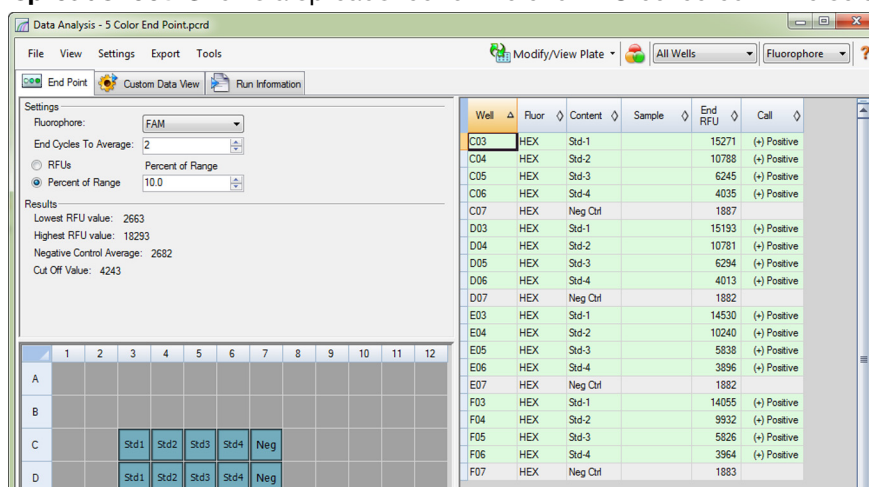 Data Analysis - 5 Color End Point.pcrd
File View Settings Export Tools
Modify/View Plate All Wells Fluorophore ?
End Point Custom Data View Run Information
Settings
Fluorophore: FAM
End Cycles To Average: 2
RFUs Percent of Range
Percent of Range 10.0
Results
Lowest RFU value: 2663
Highest RFU value: 18293
Negative Control Average: 2682
Cut Off Value: 4243
1 2 3 4 5 6 7 8 9 10 11 12
A
B
C Std1 Std2 Std3 Std4 Neg
D Std1 Std2 Std3 Std4 Neg
Well Fluor Content Sample End RFU Call
C03 HEX Std-1 15271 (+) Positive
C04 HEX Std-2 10788 (+) Positive
C05 HEX Std-3 6245 (+) Positive
C06 HEX Std-4 4035 (+) Positive
C07 HEX Neg Ctrl 1887
D03 HEX Std-1 15193 (+) Positive
D04 HEX Std-2 10781 (+) Positive
D05 HEX Std-3 6294 (+) Positive
D06 HEX Std-4 4013 (+) Positive
D07 HEX Neg Ctrl 1882
E03 HEX Std-1 14530 (+) Positive
E04 HEX Std-2 10240 (+) Positive
E05 HEX Std-3 5838 (+) Positive
E06 HEX Std-4 3896 (+) Positive
E07 HEX Neg Ctrl 1882
F03 HEX Std-1 14055 (+) Positive
F04 HEX Std-2 9932 (+) Positive
F05 HEX Std-3 5826 (+) Positive
F06 HEX Std-4 3964 (+) Positive
F07 HEX Neg Ctrl 1883